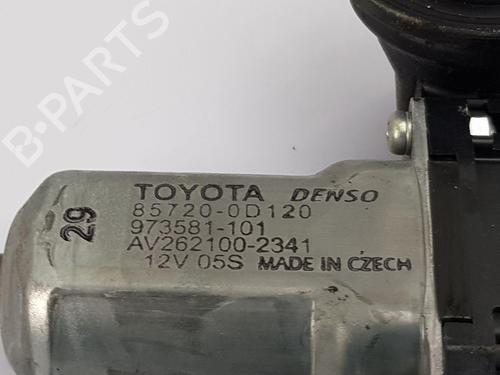 B-PARTS
TOYOTA DENSO
85720-0D120
973581-101
AV262100-2341
12V 05S MADE IN CZECH
29